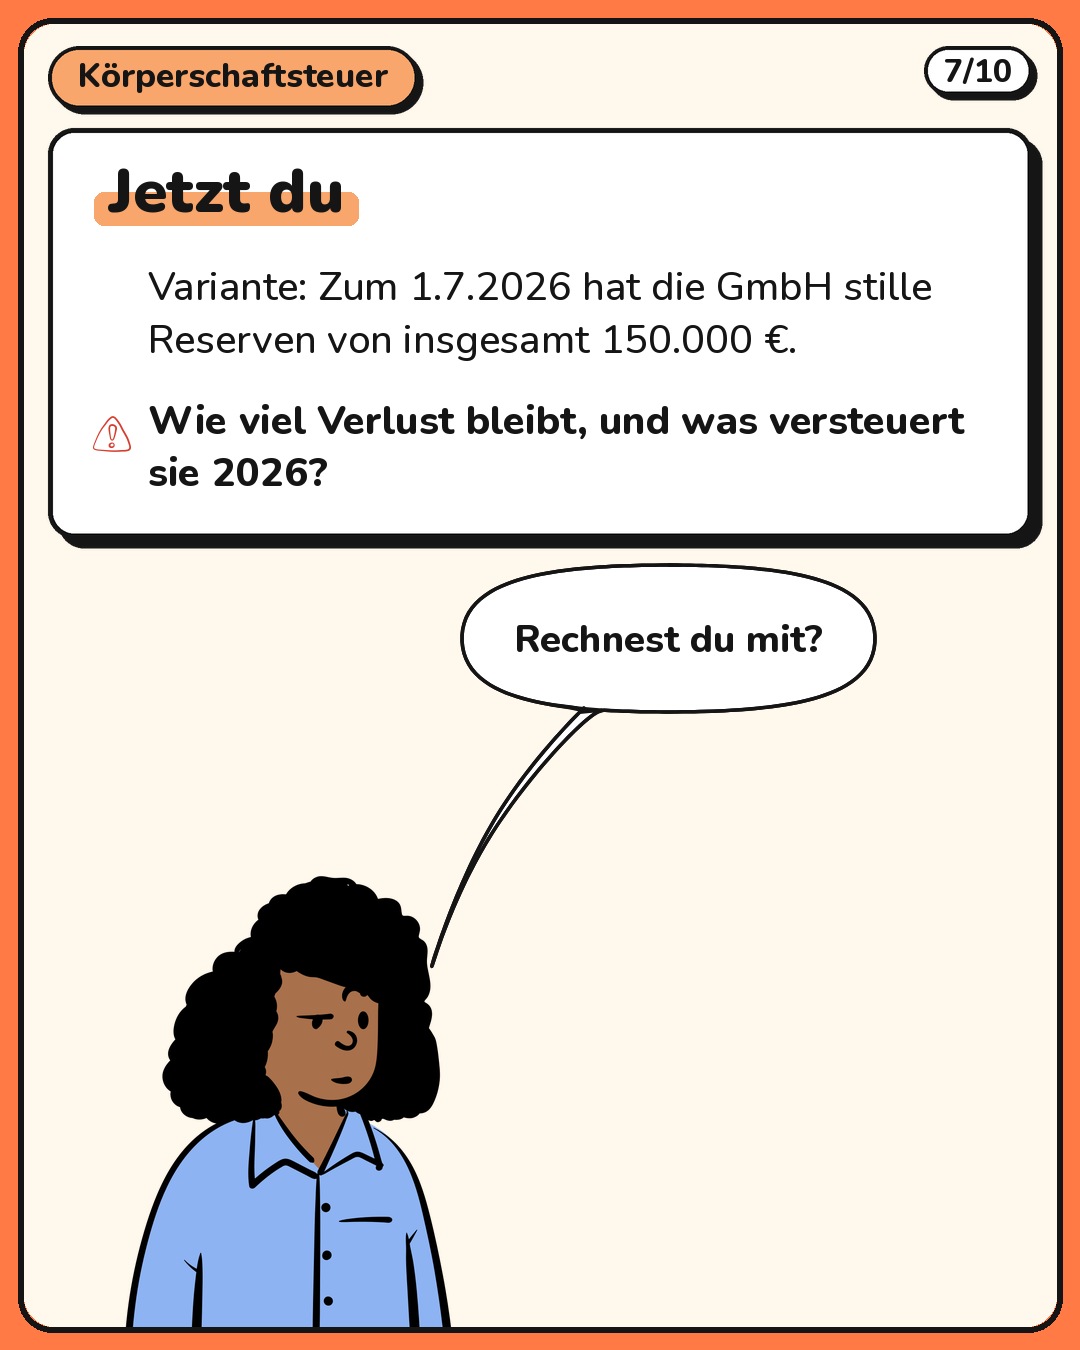 Körperschaftsteuer
7/10
Jetzt du
Variante: Zum 1.7.2026 hat die GmbH stille
Reserven von insgesamt 150.000 €.
Wie viel Verlust bleibt, und was versteuert
sie 2026?
Rechnest du mit?